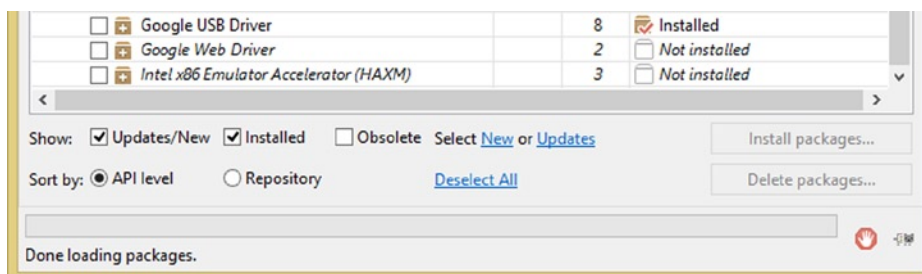 Google USB Driver 8 Installed
Google Web Driver 2 Not installed
Intel x86 Emulator Accelerator (HAXM) 3 Not installed
Show: Updates/New Installed Obsolete Select New or Updates Install packages...
Sort by: API level Repository Deselect All Delete packages...
Done loading packages.